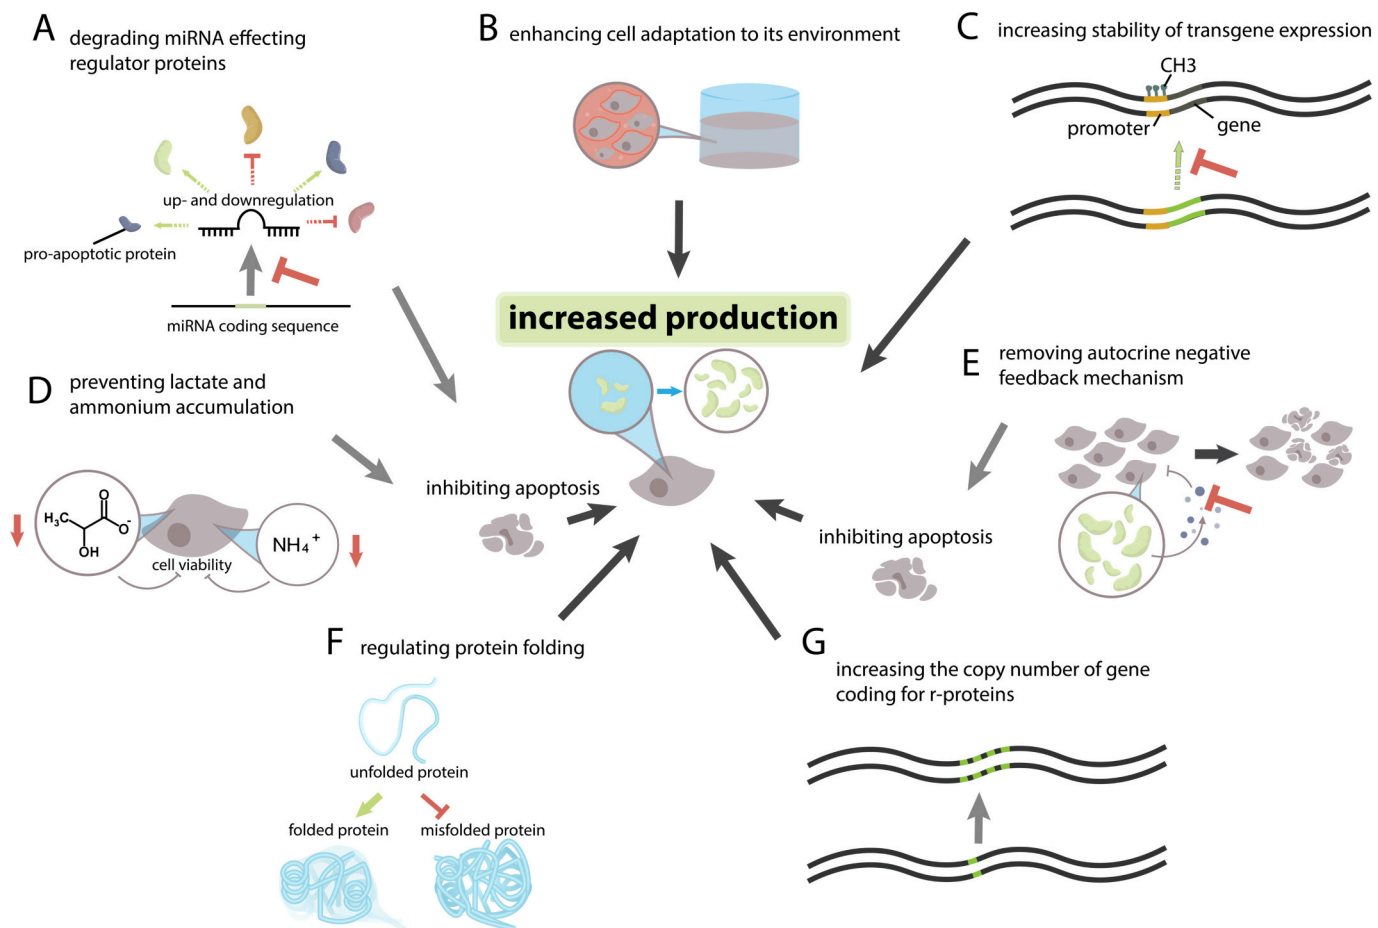 A
degrading miRNA effecting
regulator proteins
up- and downregulation
pro-apoptotic protein
miRNA coding sequence
B
enhancing cell adaptation to its environment
C
increasing stability of transgene expression
CH3
promoter
gene
increased production
D
preventing lactate and
ammonium accumulation
H₃C
O
O⁻
OH
NH₄⁺
cell viability
inhibiting apoptosis
E
removing autocrine negative
feedback mechanism
inhibiting apoptosis
F
regulating protein folding
unfolded protein
folded protein
misfolded protein
G
increasing the copy number of gene
coding for r-proteins